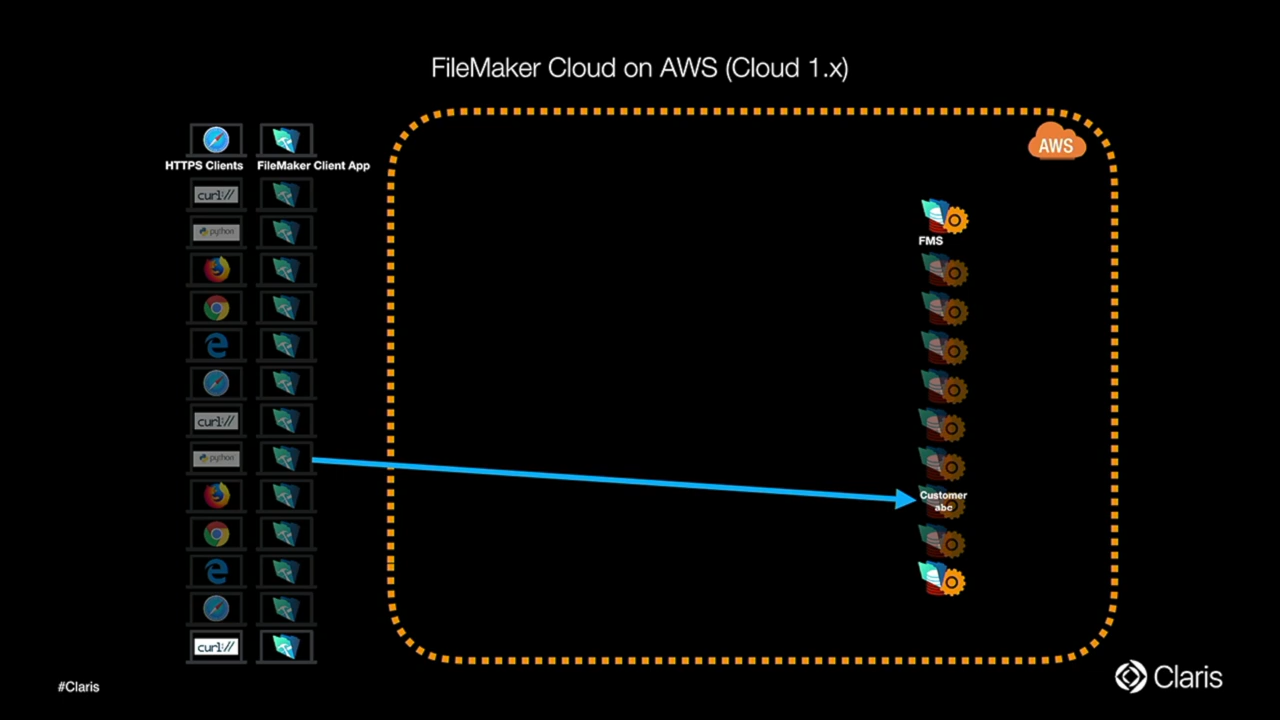 FileMaker Cloud on AWS (Cloud 1.x)
AWS
HTTPS Clients
FileMaker Client App
curl://
python
FMS
curl://
python
Customer
abc
curl://
#Claris
Claris